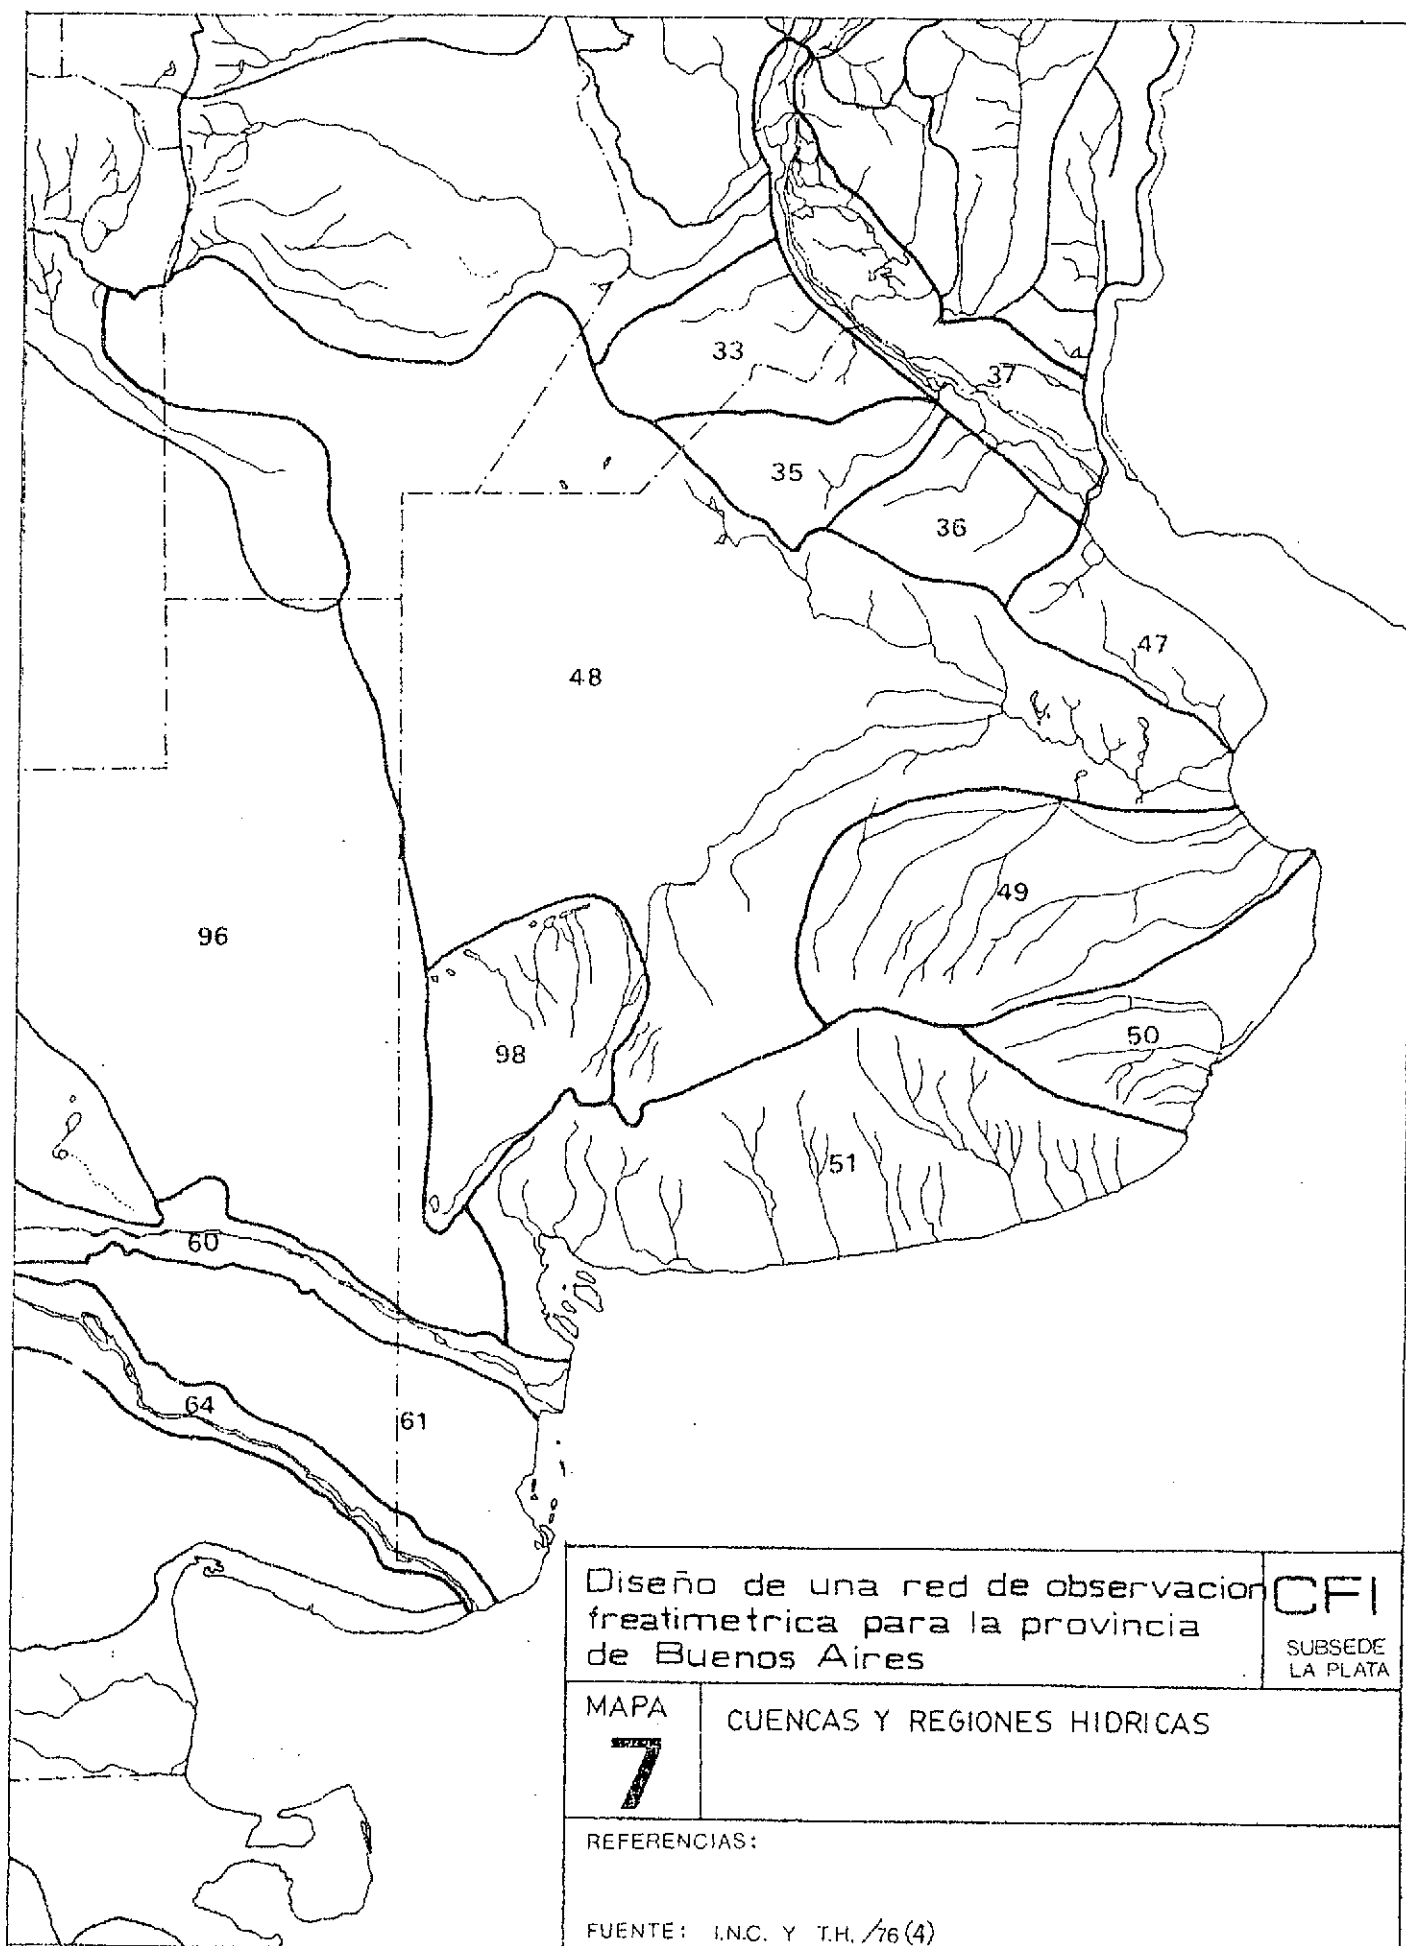 33
37
35
36
47
48
49
96
98
50
51
60
64
61
Diseño de una red de observacion
freatimetrica para la provincia
de Buenos Aires
CFI
SUBSEDE
LA PLATA
MAPA
7
CUENCAS Y REGIONES HIDRICAS
REFERENCIAS:
FUENTE: I.N.C. Y T.H. /76 (4)